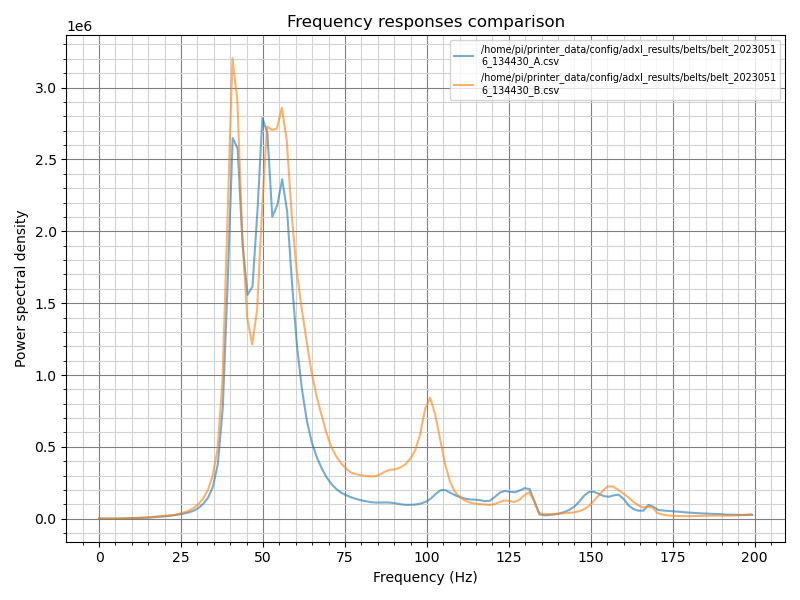 Frequency responses comparison
1e6
/home/pi/printer_data/config/adxl_results/belts/belt_2023051
6_134430_A.csv
/home/pi/printer_data/config/adxl_results/belts/belt_2023051
6_134430_B.csv
3.0
2.5
2.0
1.5
1.0
0.5
0.0
Power spectral density
0 25 50 75 100 125 150 175 200
Frequency (Hz)